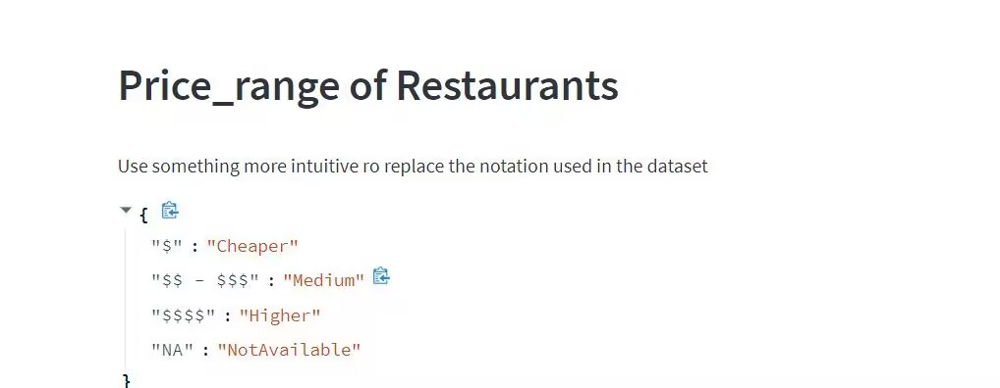 Price_range of Restaurants
Use something more intuitive ro replace the notation used in the dataset
{
"$" : "Cheaper"
"$$ - $$$" : "Medium"
"$$$$" : "Higher"
"NA" : "NotAvailable"
}